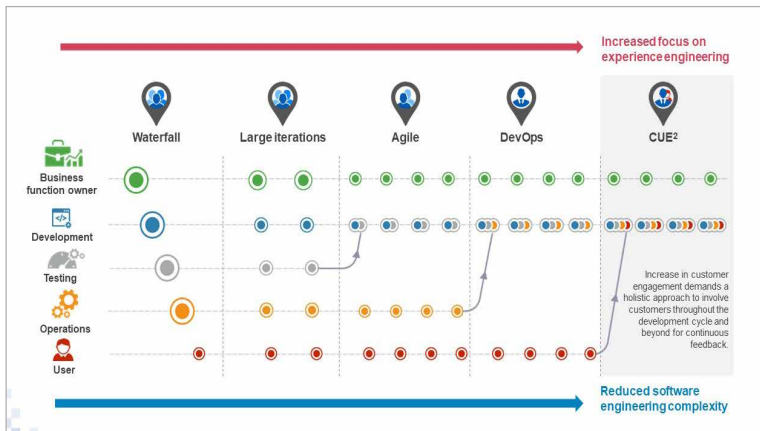 Increased focus on
experience engineering
Waterfall
Large iterations
Agile
DevOps
CUE²
Business
function owner
Development
Testing
Operations
User
Increase in customer
engagement demands a
holistic approach to involve
customers throughout the
development cycle and
beyond for continuous
feedback.
Reduced software
engineering complexity